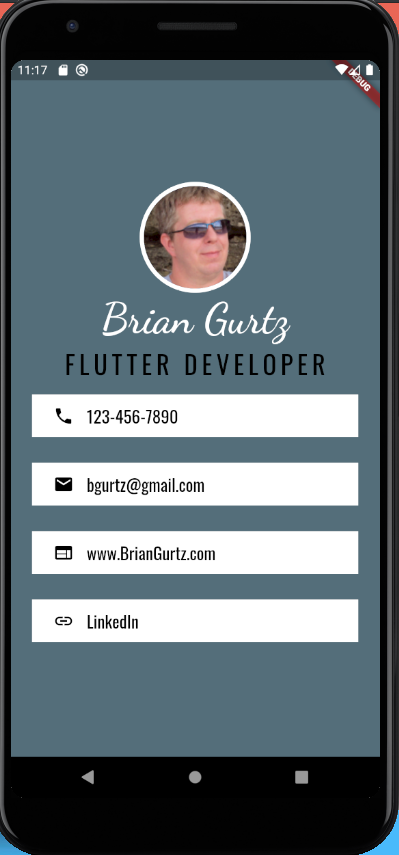 11:17
DEBUG
Brian Gurtz
FLUTTER DEVELOPER
123-456-7890
bgurtz@gmail.com
www.BrianGurtz.com
LinkedIn